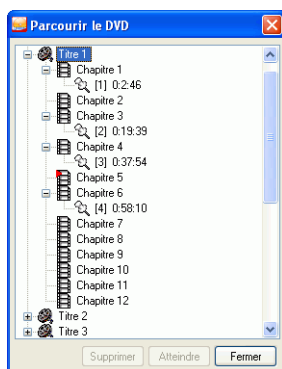 Parcourir le DVD
Titre 1
Chapitre 1
[1] 0:2:46
Chapitre 2
Chapitre 3
[2] 0:19:39
Chapitre 4
[3] 0:37:54
Chapitre 5
Chapitre 6
[4] 0:58:10
Chapitre 7
Chapitre 8
Chapitre 9
Chapitre 10
Chapitre 11
Chapitre 12
Titre 2
Titre 3
Supprimer Atteindre Fermer